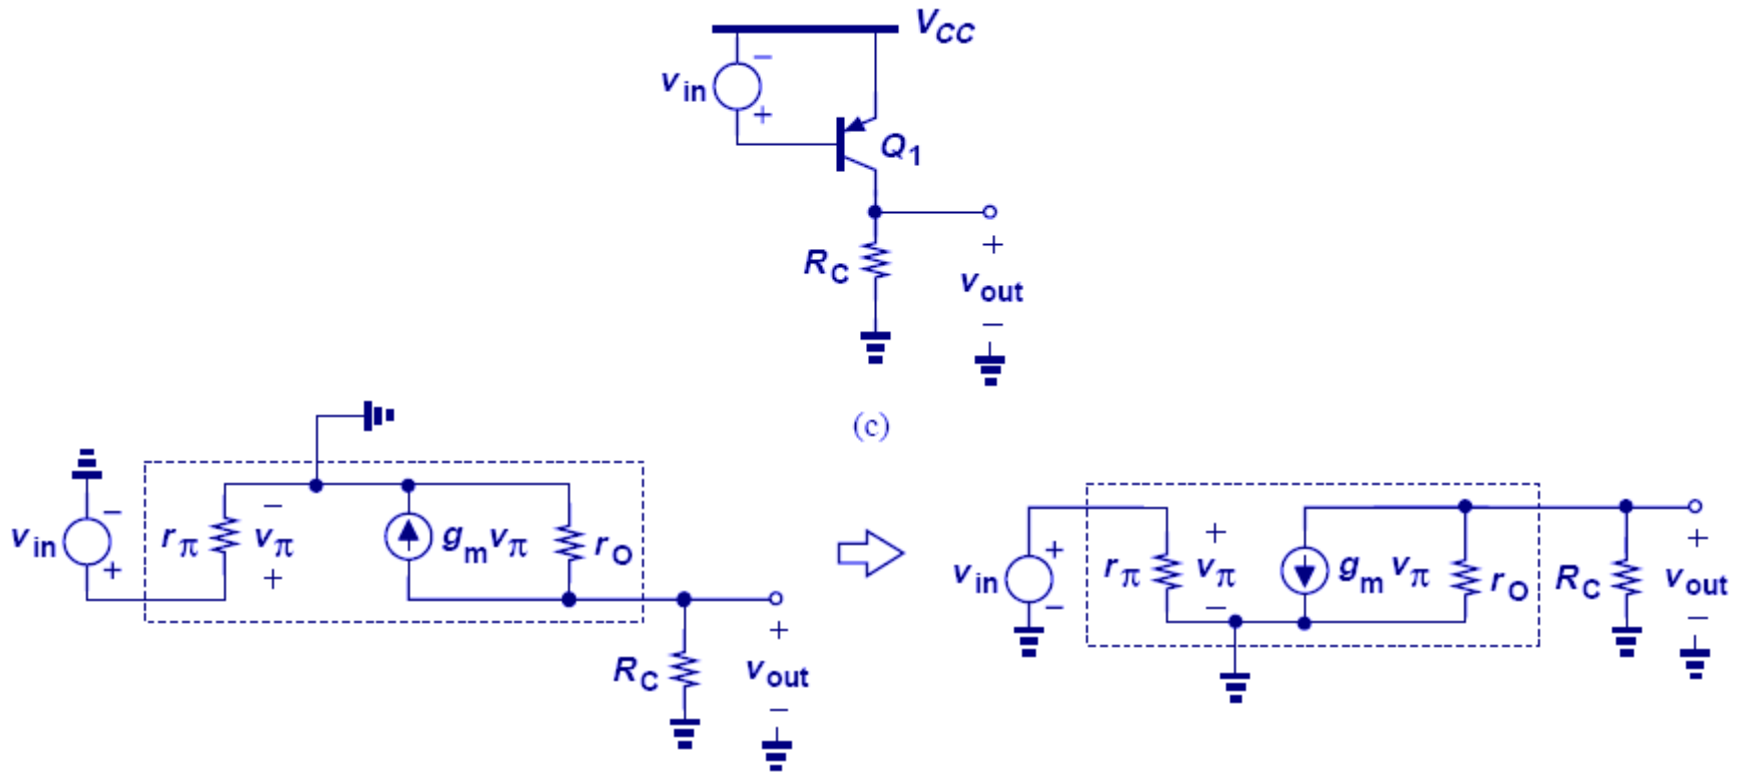 V_CC
−
v_in
+
Q_1
R_C
+
v_out
−
(c)
−
v_in
+
r_π
−
v_π
+
g_m v_π
r_O
R_C
+
v_out
−
+
v_in
−
r_π
+
v_π
−
g_m v_π
r_O
R_C
+
v_out
−